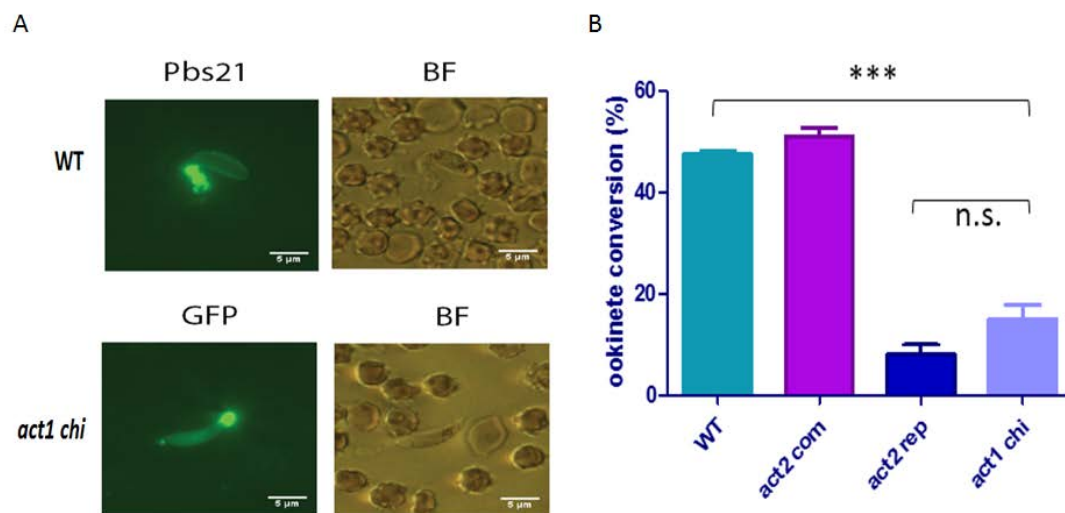 A
Pbs21
BF
WT
5 µm
5 µm
GFP
BF
act1 chi
5 µm
5 µm
B
***
n.s.
ookinete conversion (%)
60
40
20
0
WT
act2 com
act2 rep
act1 chi